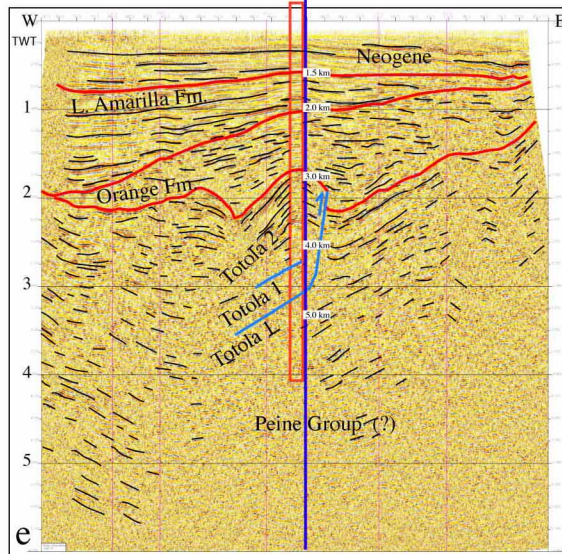 W
E
TWT
Neogene
1.5 km
L. Amarilla Fm.
1
2.0 km
3.0 km
Orange Fm.
2
Totola 2
4.0 km
3
Totola 1
5.0 km
Totola L
4
Peine Group (?)
5
e
6